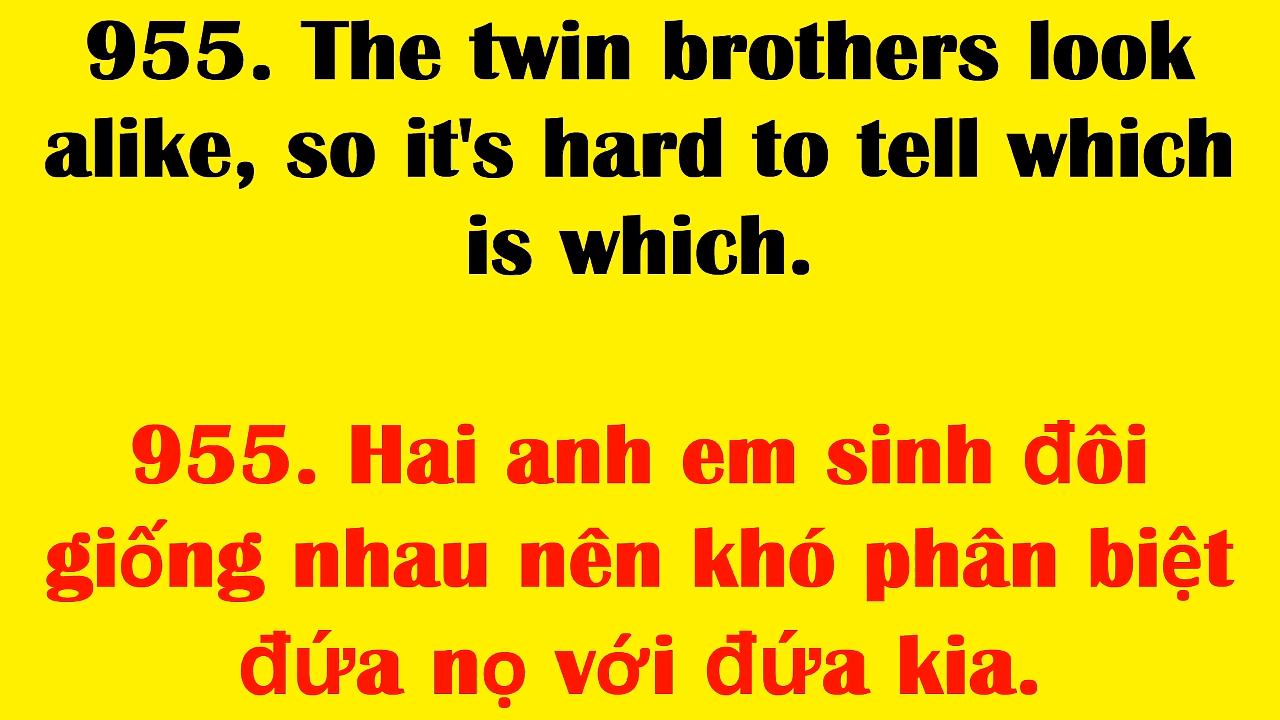 955. The twin brothers look
alike, so it's hard to tell which
is which.
955. Hai anh em sinh đôi
giống nhau nên khó phân biệt
đứa nọ với đứa kia.